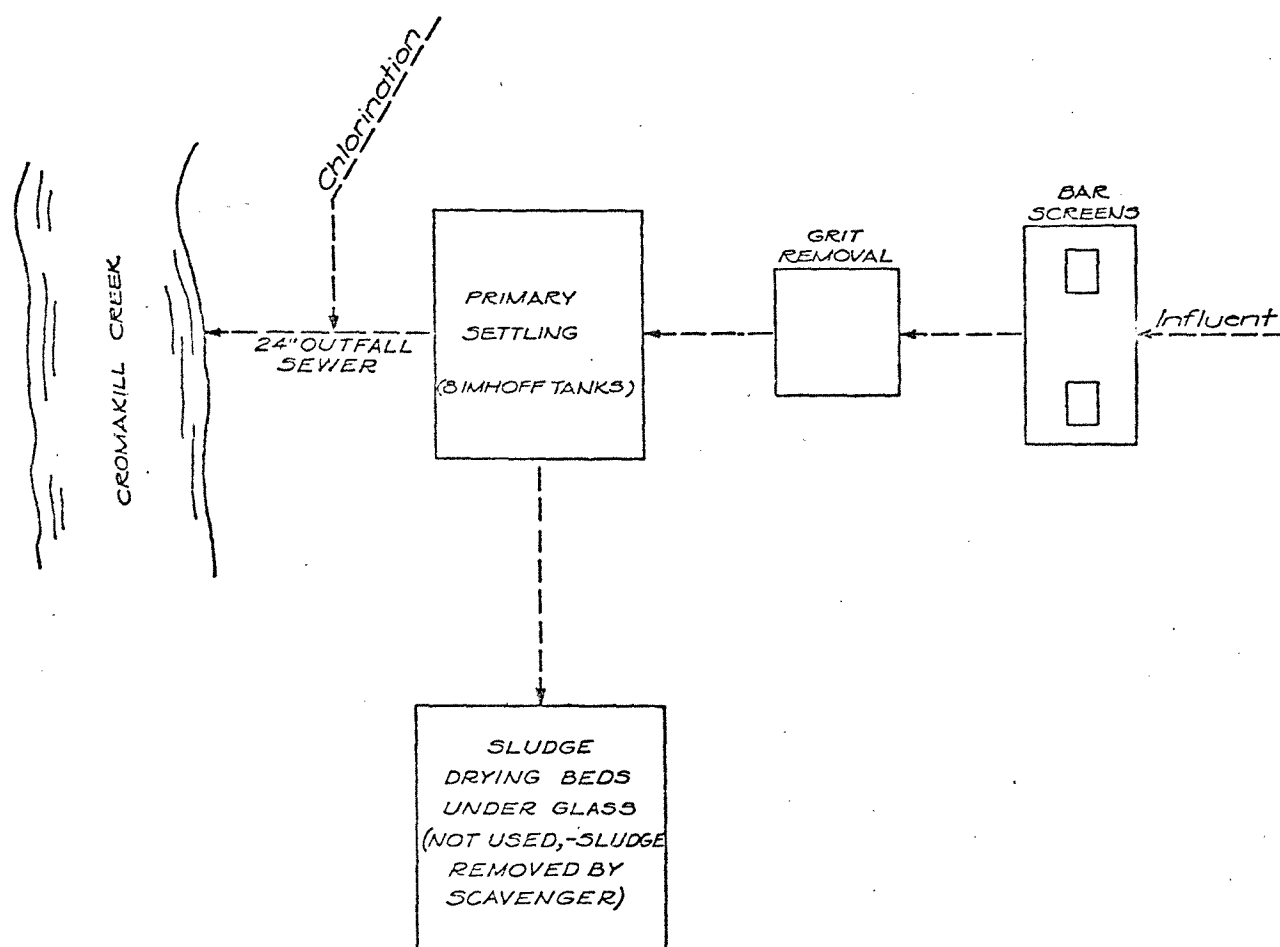 Chlorination
BAR
SCREENS
GRIT
REMOVAL
Influent
PRIMARY
SETTLING
(8 IMHOFF TANKS)
24" OUTFALL
SEWER
CROMAKILL CREEK
SLUDGE
DRYING BEDS
UNDER GLASS
(NOT USED,-SLUDGE
REMOVED BY
SCAVENGER)